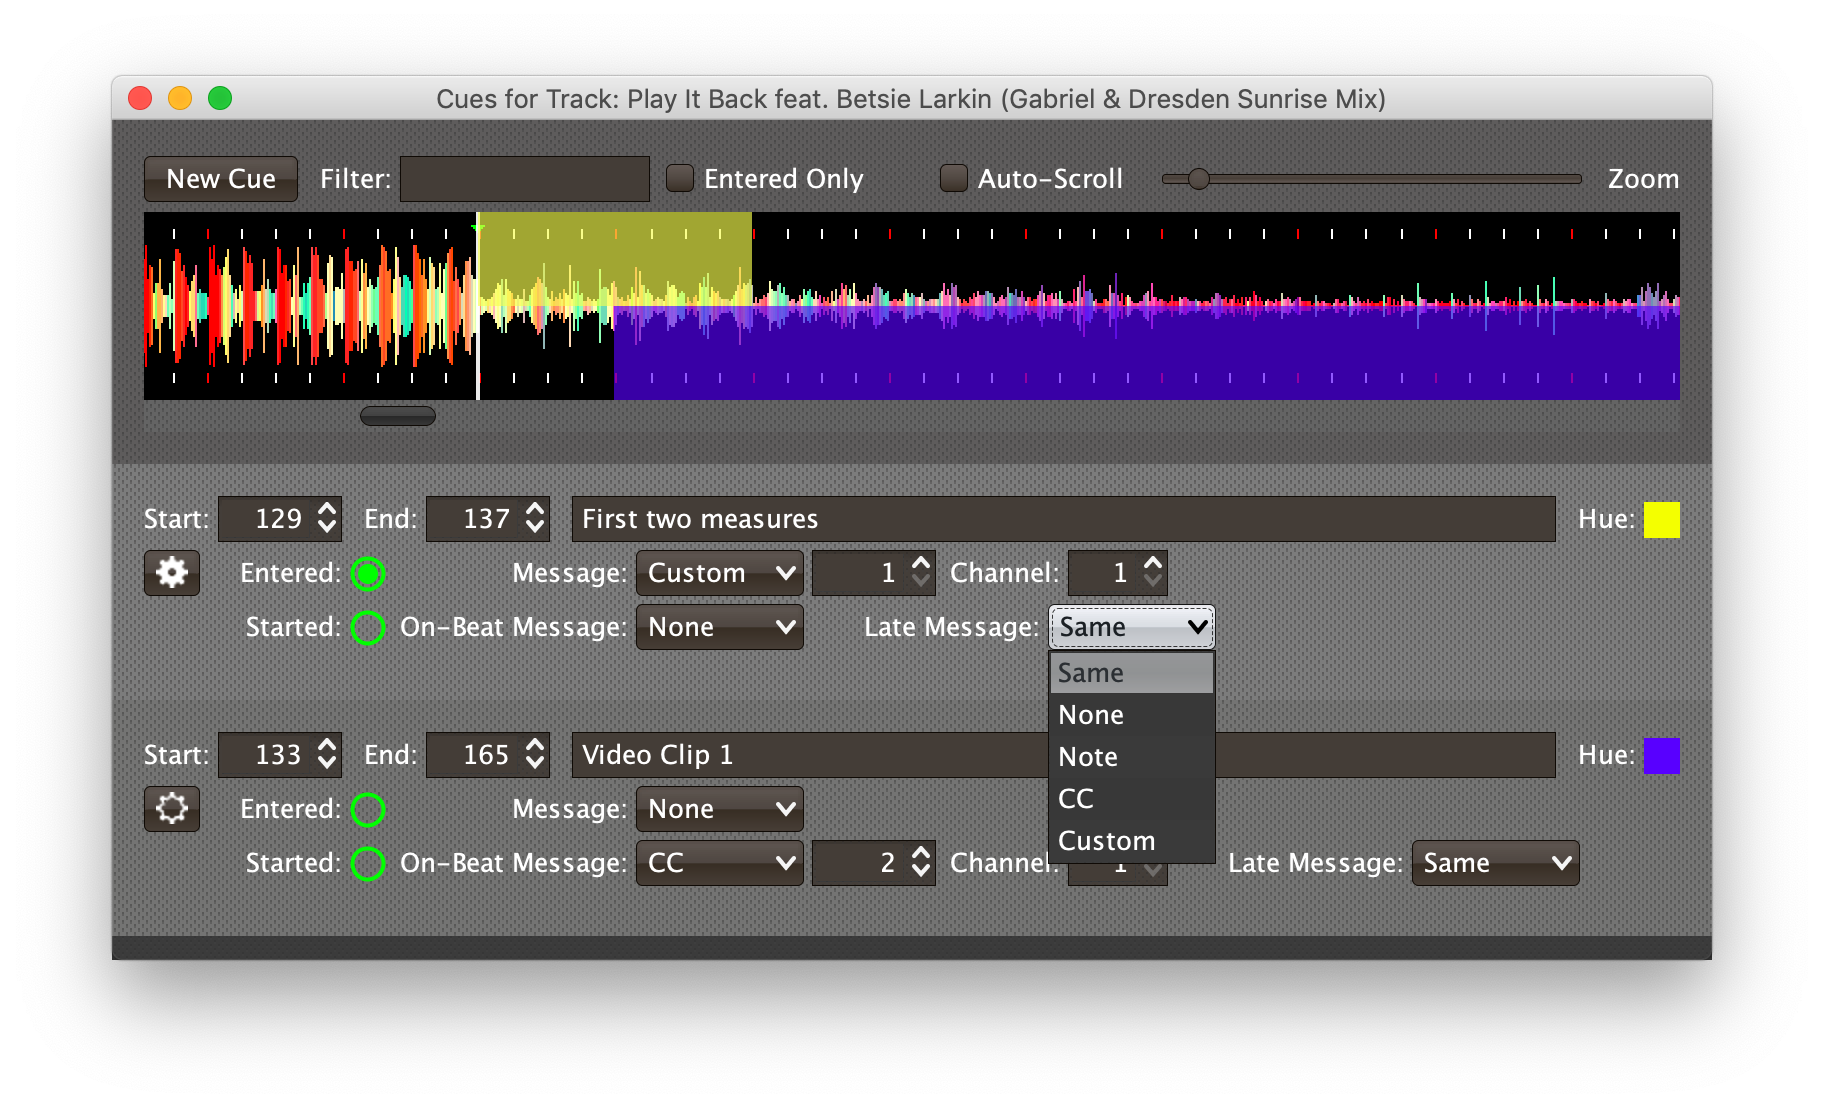 Cues for Track: Play It Back feat. Betsie Larkin (Gabriel & Dresden Sunrise Mix)
New Cue Filter: Entered Only Auto-Scroll Zoom
Start: 129 End: 137 First two measures Hue:
Entered: Message: Custom 1 Channel: 1
Started: On-Beat Message: None Late Message: Same
Same
None
Note
CC
Custom
Start: 133 End: 165 Video Clip 1 Hue:
Entered: Message: None
Started: On-Beat Message: CC 2 Channel: 1 Late Message: Same